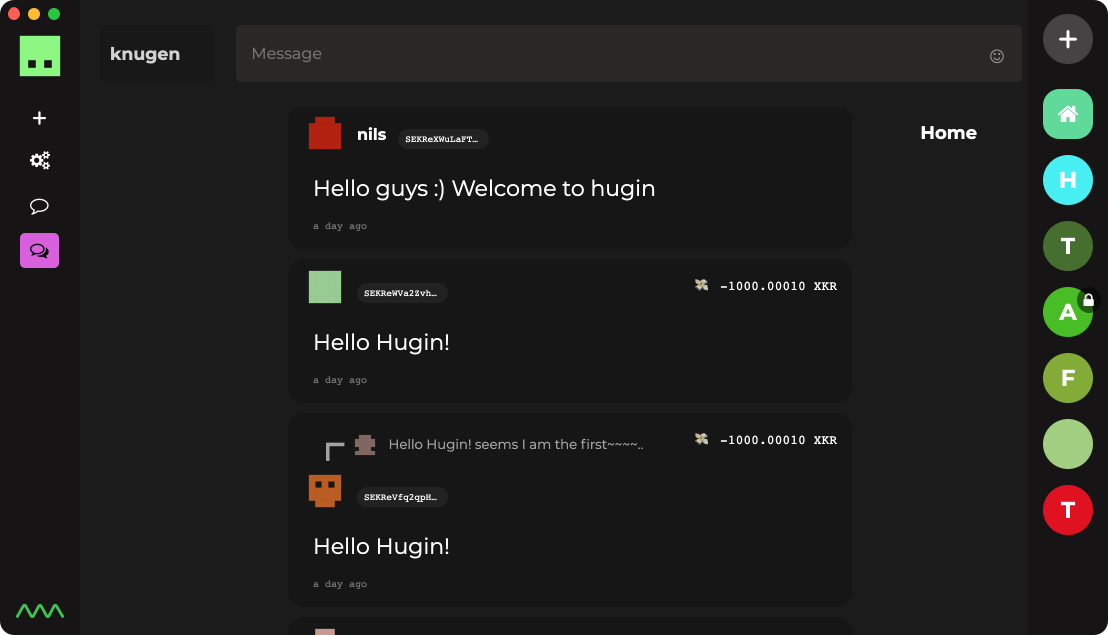 knugen
Message
nils SEKReXWuLaFT…
Home
Hello guys :) Welcome to hugin
a day ago
SEKReWVa2Zvh…
-1000.00010 XKR
Hello Hugin!
a day ago
Hello Hugin! seems I am the first~~~~..
-1000.00010 XKR
SEKReVfq2qpH…
Hello Hugin!
a day ago
H
T
A
F
T